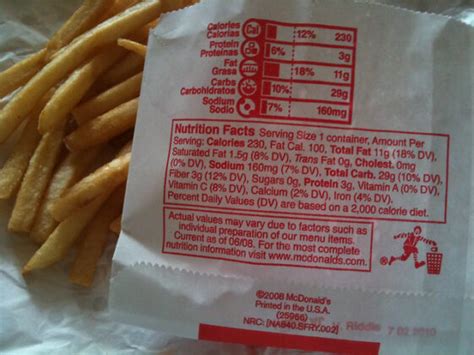 Calories
Calorias Cal 12% 230
Protein
Proteínas 6% 3g
Fat
Grasa 18% 11g
Carbs
Carbohidratos 10% 29g
Sodium
Sodio 7% 160mg
Nutrition Facts Serving Size 1 container, Amount Per
Serving: Calories 230, Fat Cal. 100, Total Fat 11g (18% DV),
Saturated Fat 1.5g (8% DV), Trans Fat 0g, Cholest. 0mg
(0% DV), Sodium 160mg (7% DV), Total Carb. 29g (10% DV),
Fiber 3g (12% DV), Sugars 0g, Protein 3g, Vitamin A (0% DV),
Vitamin C (8% DV), Calcium (2% DV), Iron (4% DV).
Percent Daily Values (DV) are based on a 2,000 calorie diet.
Actual values may vary due to factors such as
individual preparation of our menu items.
Current as of 06/08. For the most complete
nutrition information visit www.mcdonalds.com.
©2008 McDonald's
Printed in the U.S.A.
(25966)
NRC: [NA840.SFRY.002] Riddle 7 02 2010